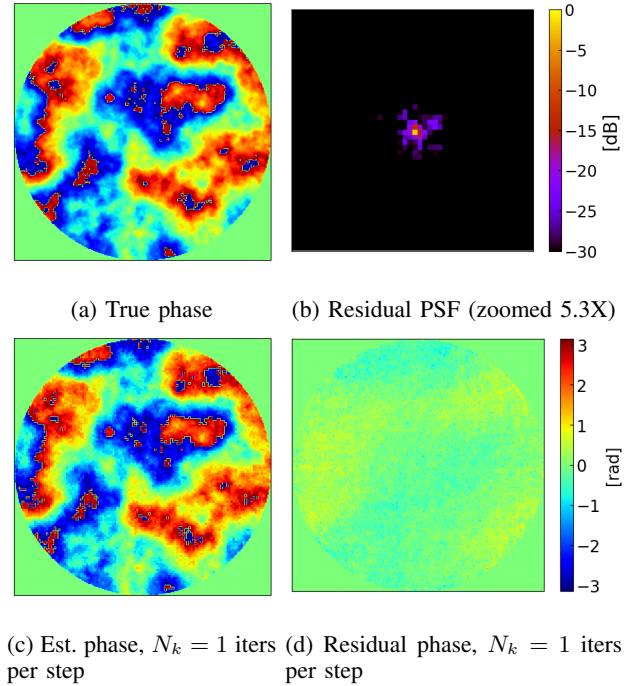 0
−5
−10
−15
−20
−25
−30
[dB]
(a) True phase
(b) Residual PSF (zoomed 5.3X)
3
2
1
0
−1
−2
−3
[rad]
(c) Est. phase, N_k = 1 iters
per step
(d) Residual phase, N_k = 1 iters
per step